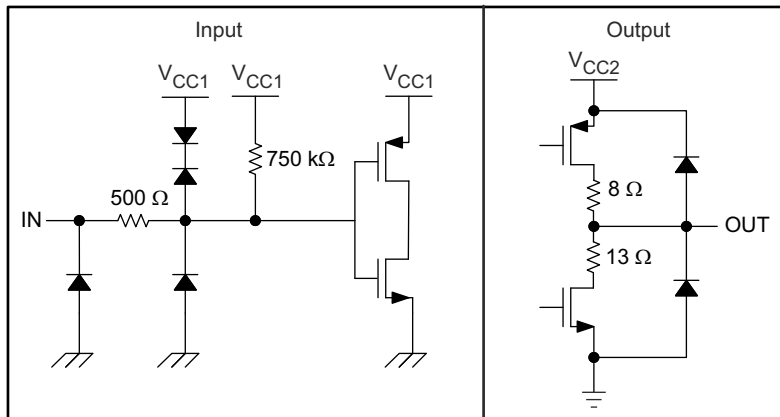 Input
VCC1
VCC1
VCC1
750 kΩ
500 Ω
IN
Output
VCC2
8 Ω
OUT
13 Ω